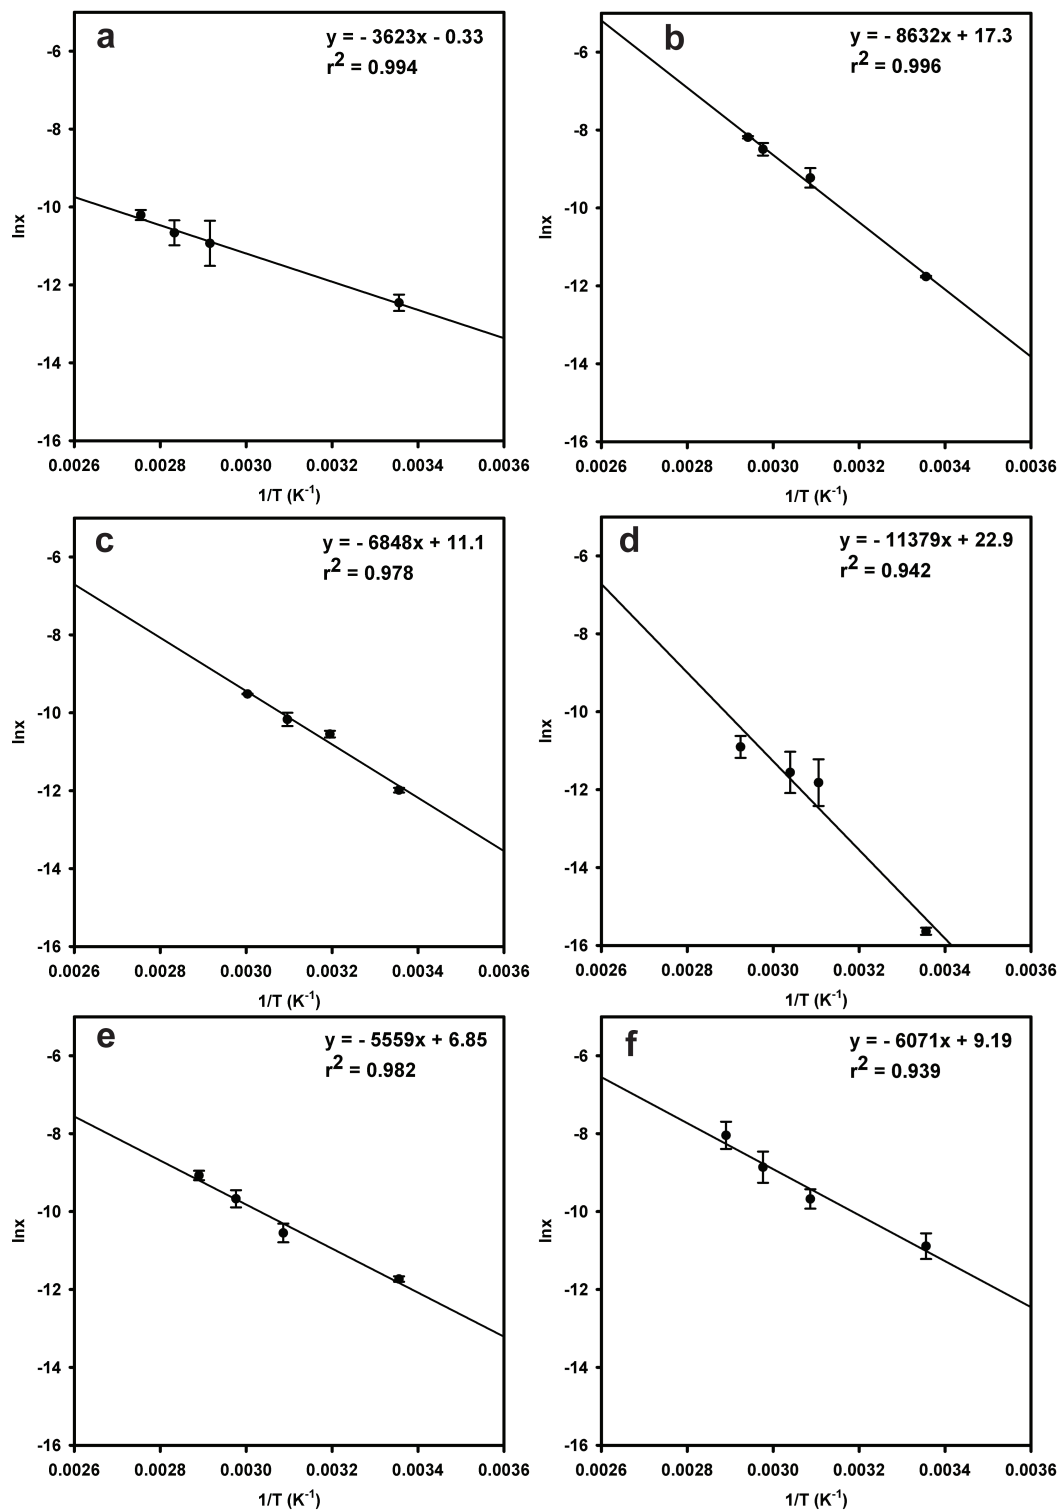 a
y = - 3623x - 0.33
r2 = 0.994
-6
-8
-10
-12
-14
-16
lnx
0.0026 0.0028 0.0030 0.0032 0.0034 0.0036
1/T (K-1)
b
y = - 8632x + 17.3
r2 = 0.996
-6
-8
-10
-12
-14
-16
lnx
0.0026 0.0028 0.0030 0.0032 0.0034 0.0036
1/T (K-1)
c
y = - 6848x + 11.1
r2 = 0.978
-6
-8
-10
-12
-14
-16
lnx
0.0026 0.0028 0.0030 0.0032 0.0034 0.0036
1/T (K-1)
d
y = - 11379x + 22.9
r2 = 0.942
-6
-8
-10
-12
-14
-16
lnx
0.0026 0.0028 0.0030 0.0032 0.0034 0.0036
1/T (K-1)
e
y = - 5559x + 6.85
r2 = 0.982
-6
-8
-10
-12
-14
-16
lnx
0.0026 0.0028 0.0030 0.0032 0.0034 0.0036
1/T (K-1)
f
y = - 6071x + 9.19
r2 = 0.939
-6
-8
-10
-12
-14
-16
lnx
0.0026 0.0028 0.0030 0.0032 0.0034 0.0036
1/T (K-1)